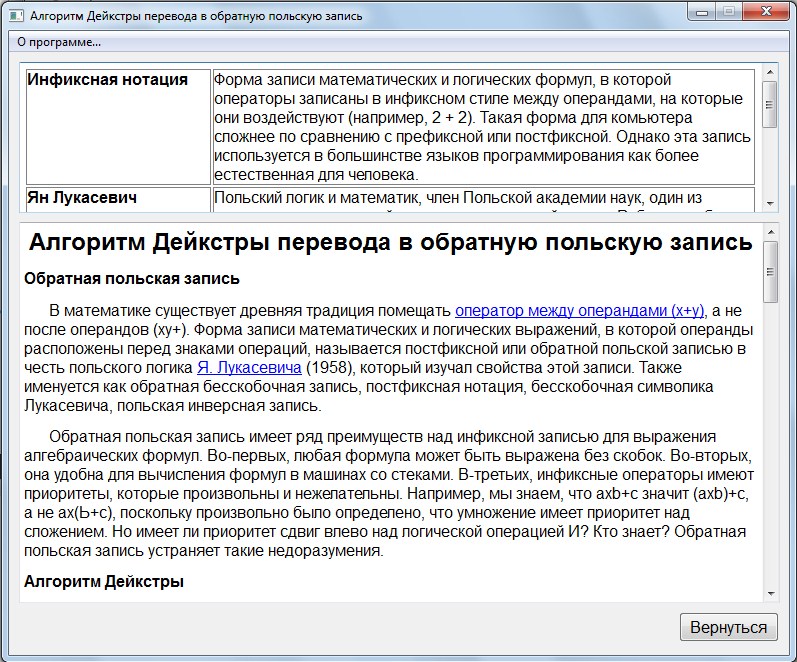 Алгоритм Дейкстры перевода в обратную польскую запись
О программе...
Инфиксная нотация
Форма записи математических и логических формул, в которой
операторы записаны в инфиксном стиле между операндами, на которые
они воздействуют (например, 2 + 2). Такая форма для комьютера
сложнее по сравнению с префиксной или постфиксной. Однако эта запись
используется в большинстве языков программирования как более
естественная для человека.
Ян Лукасевич
Польский логик и математик, член Польской академии наук, один из
Алгоритм Дейкстры перевода в обратную польскую запись
Обратная польская запись
В математике существует древняя традиция помещать оператор между операндами (x+y), а не
после операндов (xy+). Форма записи математических и логических выражений, в которой операнды
расположены перед знаками операций, называется постфиксной или обратной польской записью в
честь польского логика Я. Лукасевича (1958), который изучал свойства этой записи. Также
именуется как обратная бесскобочная запись, постфиксная нотация, бесскобочная символика
Лукасевича, польская инверсная запись.
Обратная польская запись имеет ряд преимуществ над инфиксной записью для выражения
алгебраических формул. Во-первых, любая формула может быть выражена без скобок. Во-вторых,
она удобна для вычисления формул в машинах со стеками. В-третьих, инфиксные операторы имеют
приоритеты, которые произвольны и нежелательны. Например, мы знаем, что axb+c значит (axb)+c,
а не ax(Ь+c), поскольку произвольно было определено, что умножение имеет приоритет над
сложением. Но имеет ли приоритет сдвиг влево над логической операцией И? Кто знает? Обратная
польская запись устраняет такие недоразумения.
Алгоритм Дейкстры
Вернуться